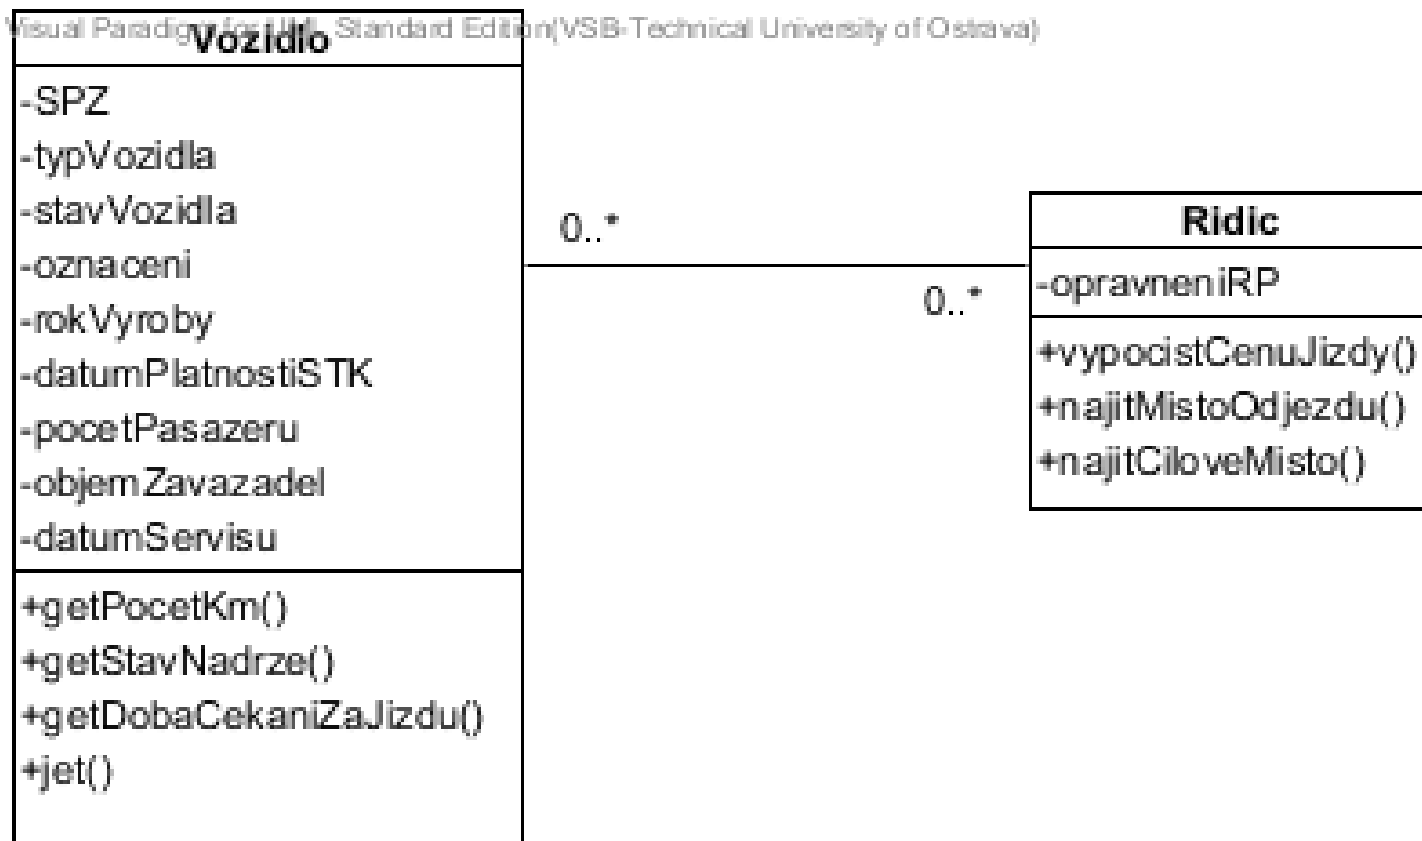 Visual Paradigm for UML Standard Edition(VSB-Technical University of Ostrava)
Vozidlo
-SPZ
-typVozidla
-stavVozidla
-oznaceni
-rokVyroby
-datumPlatnostiSTK
-pocetPasazeru
-objemZavazadel
-datumServisu
+getPocetKm()
+getStavNadrze()
+getDobaCekaniZaJizdu()
+jet()
0..*
0..*
Ridic
-opravneniRP
+vypocistCenuJizdy()
+najitMistoOdjezdu()
+najitCiloveMisto()